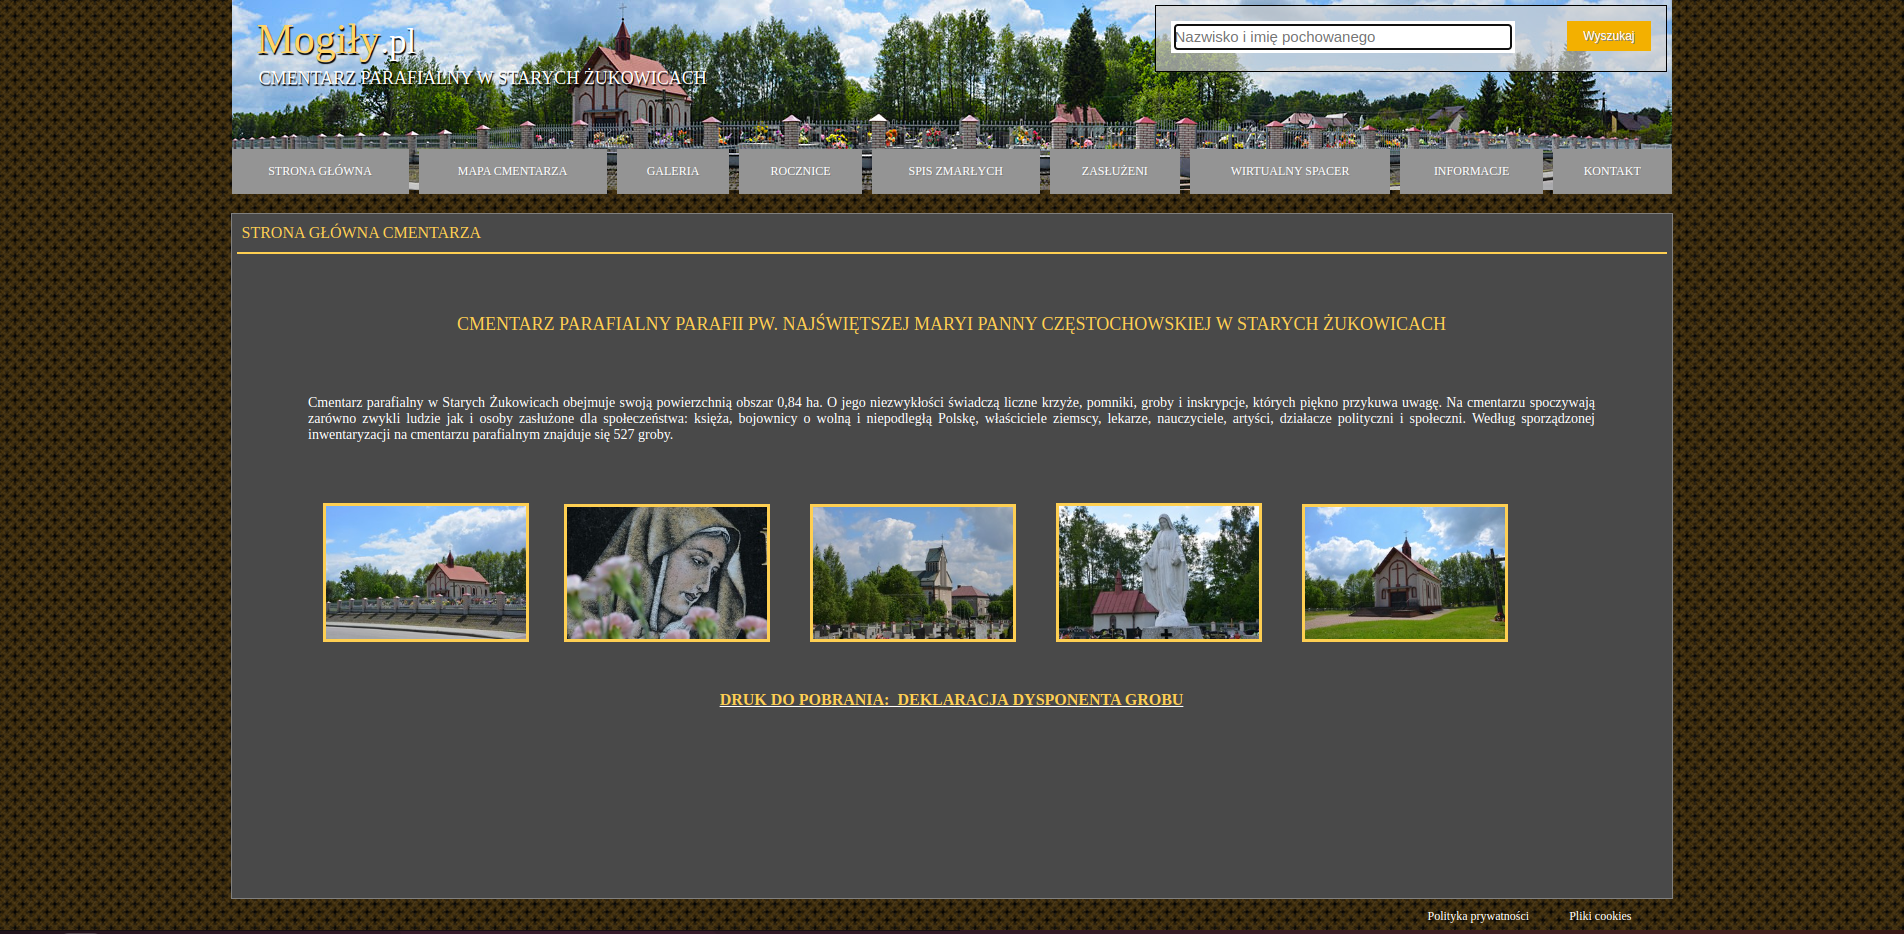 Mogiły.pl
CMENTARZ PARAFIALNY W STARYCH ŻUKOWICACH
Nazwisko i imię pochowanego
Wyszukaj
STRONA GŁÓWNA
MAPA CMENTARZA
GALERIA
ROCZNICE
SPIS ZMARŁYCH
ZASŁUŻENI
WIRTUALNY SPACER
INFORMACJE
KONTAKT
STRONA GŁÓWNA CMENTARZA
CMENTARZ PARAFIALNY PARAFII PW. NAJŚWIĘTSZEJ MARYI PANNY CZĘSTOCHOWSKIEJ W STARYCH ŻUKOWICACH
Cmentarz parafialny w Starych Żukowicach obejmuje swoją powierzchnią obszar 0,84 ha. O jego niezwykłości świadczą liczne krzyże, pomniki, groby i inskrypcje, których piękno przykuwa uwagę. Na cmentarzu spoczywają
zarówno zwykli ludzie jak i osoby zasłużone dla społeczeństwa: księża, bojownicy o wolną i niepodległą Polskę, właściciele ziemscy, lekarze, nauczyciele, artyści, działacze polityczni i społeczni. Według sporządzonej
inwentaryzacji na cmentarzu parafialnym znajduje się 527 groby.
DRUK DO POBRANIA:  DEKLARACJA DYSPONENTA GROBU
Polityka prywatności
Pliki cookies